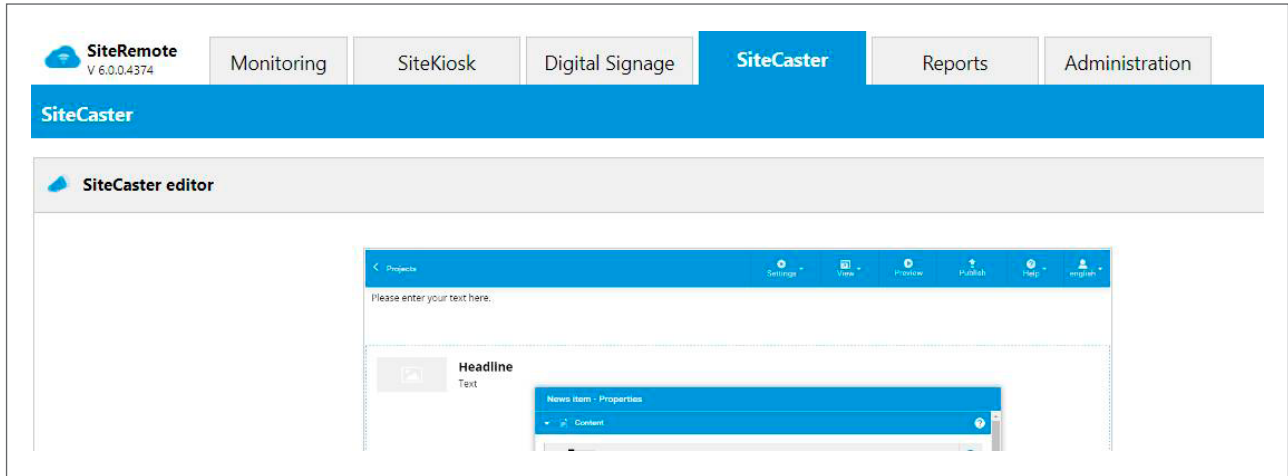 SiteRemote
V 6.0.0.4374
Monitoring
SiteKiosk
Digital Signage
SiteCaster
Reports
Administration
SiteCaster
SiteCaster editor
Projects
Settings
View
Preview
Publish
Help
english
Please enter your text here.
Headline
Text
News item - Properties
Content